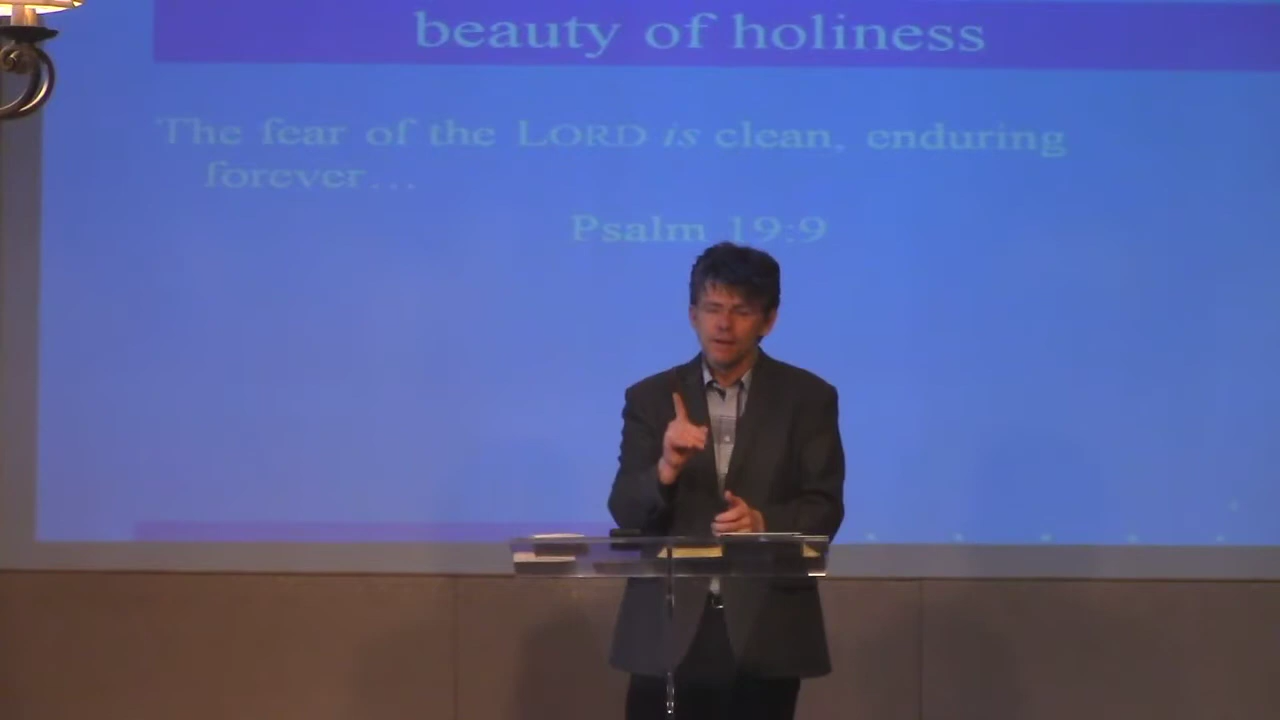 beauty of holiness
The fear of the LORD is clean, enduring
forever...
Psalm 19:9